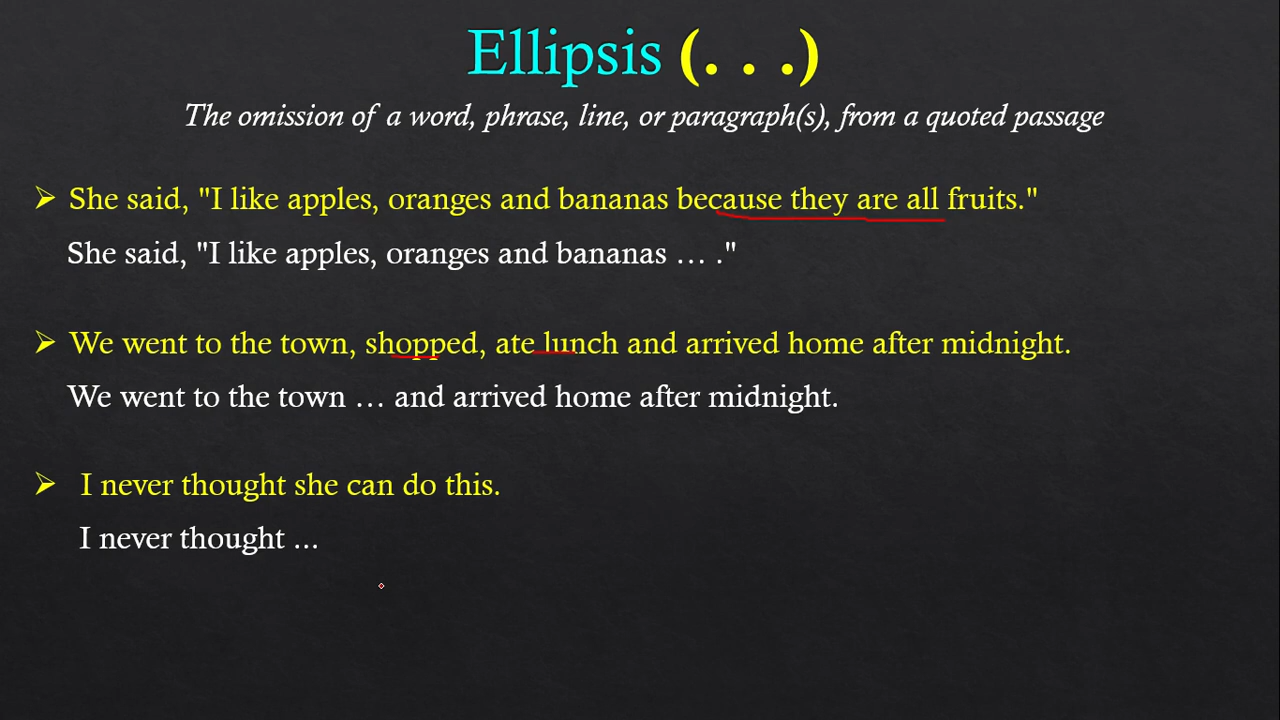 Ellipsis (. . .)
The omission of a word, phrase, line, or paragraph(s), from a quoted passage
She said, "I like apples, oranges and bananas because they are all fruits."
She said, "I like apples, oranges and bananas … ."
We went to the town, shopped, ate lunch and arrived home after midnight.
We went to the town … and arrived home after midnight.
I never thought she can do this.
I never thought ...